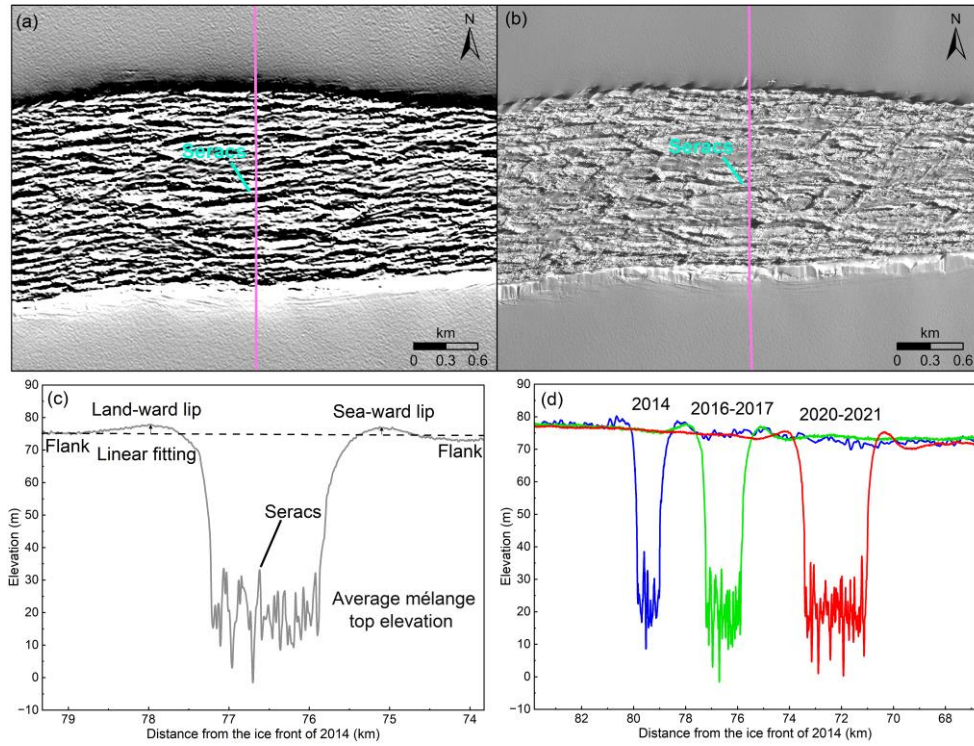 (a)
N
Seracs
km
0 0.3 0.6
(b)
N
Seracs
km
0 0.3 0.6
(c)
Land-ward lip
Sea-ward lip
Flank
Linear fitting
Flank
Seracs
Average mélange
top elevation
Elevation (m)
90
80
70
60
50
40
30
20
10
0
−10
79 78 77 76 75 74
Distance from the ice front of 2014 (km)
(d)
2014
2016-2017
2020-2021
Elevation (m)
90
80
70
60
50
40
30
20
10
0
−10
82 80 78 76 74 72 70 68
Distance from the ice front of 2014 (km)